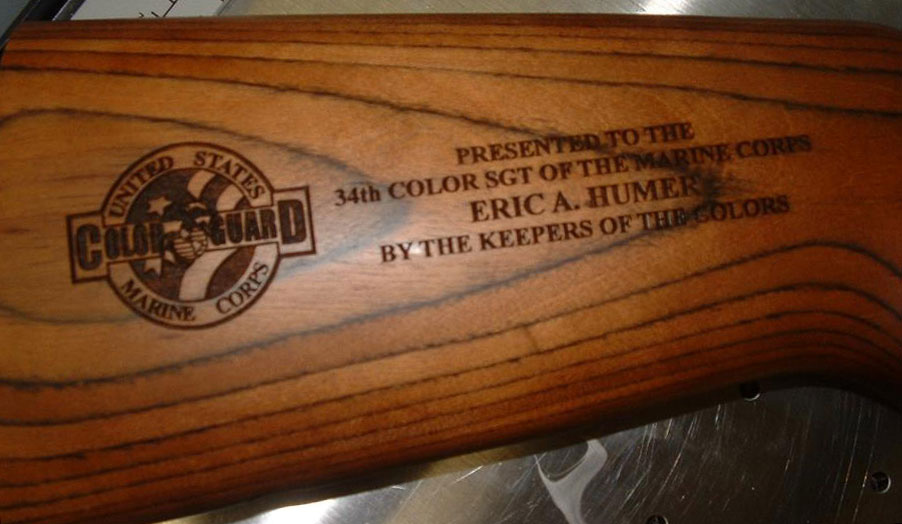 UNITED STATES
COLOR GUARD
MARINE CORPS
PRESENTED TO THE
34th COLOR SGT OF THE MARINE CORPS
ERIC A. HUMER
BY THE KEEPERS OF THE COLORS